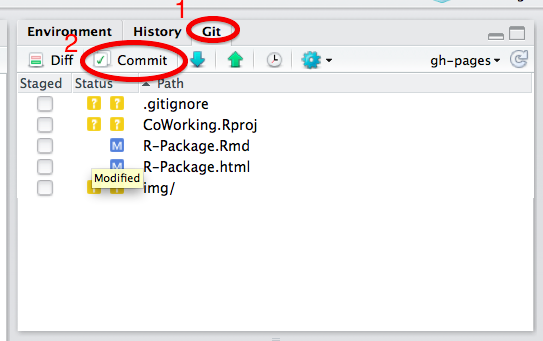 1
Environment History Git
2
Diff Commit gh-pages
Staged Status Path
? ? .gitignore
? ? CoWorking.Rproj
M R-Package.Rmd
M R-Package.html
Modified
? ? img/